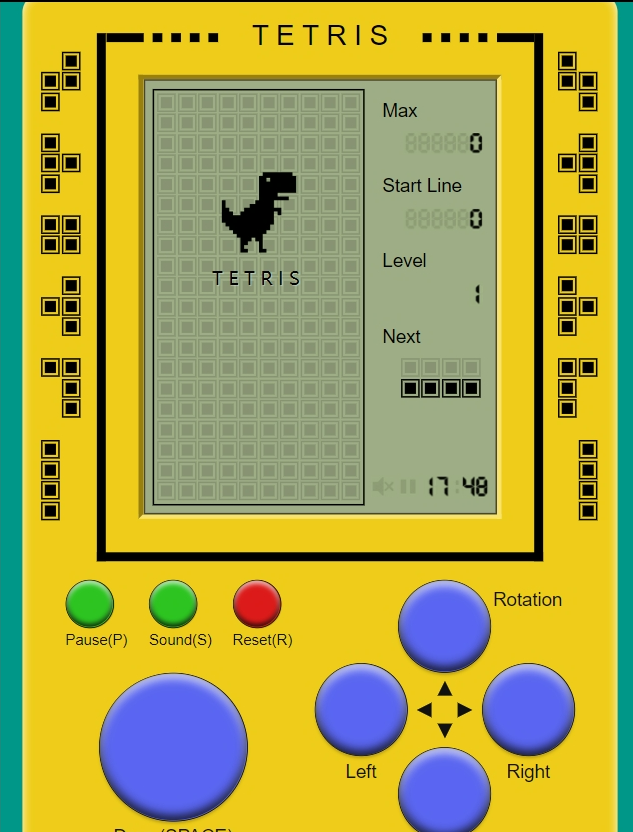 TETRIS
Max
0
Start Line
0
Level
1
Next
TETRIS
17:48
Pause(P)
Sound(S)
Reset(R)
Rotation
Left
Right